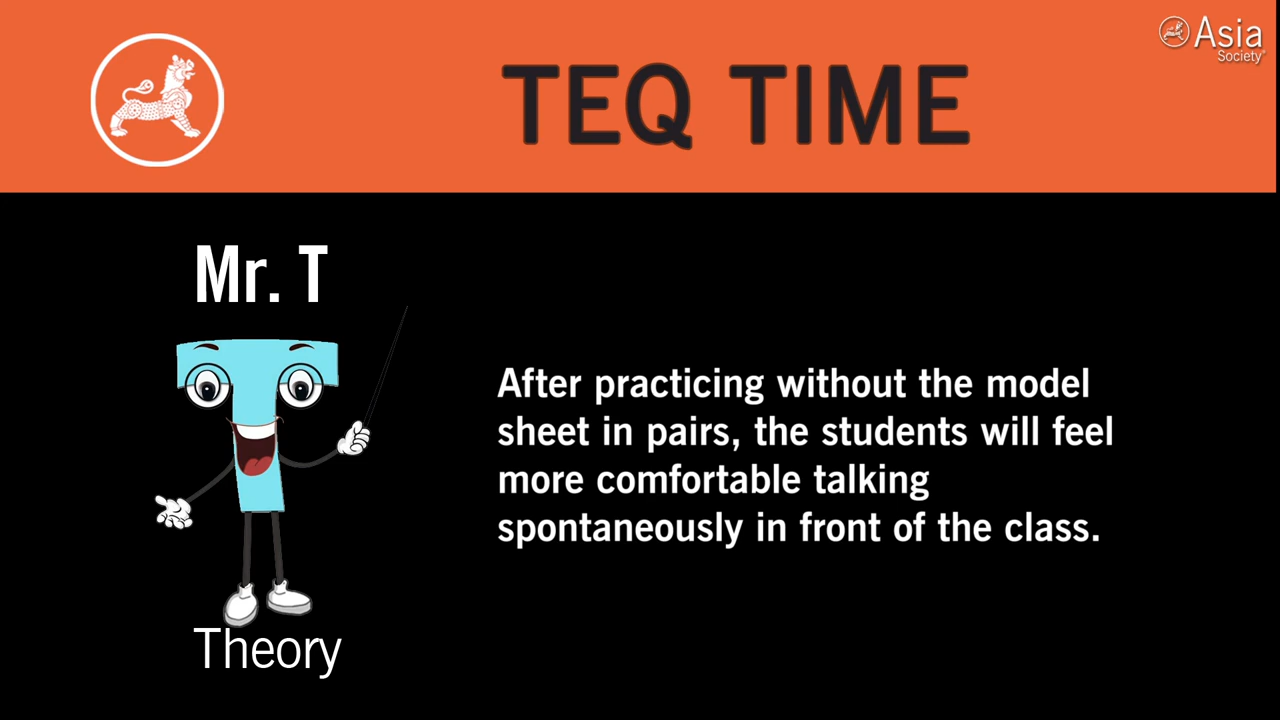 Asia
Society
TEQ TIME
Mr. T
After practicing without the model
sheet in pairs, the students will feel
more comfortable talking
spontaneously in front of the class.
Theory